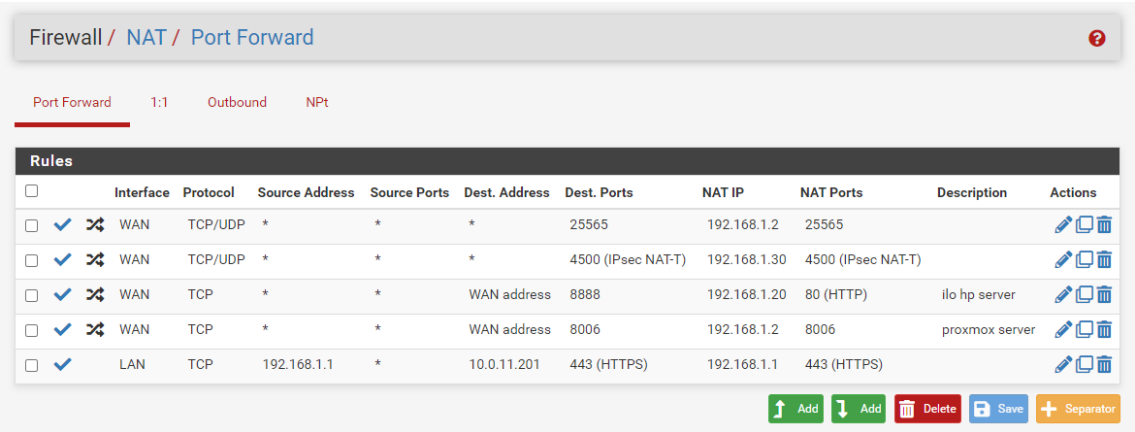 Firewall / NAT / Port Forward
Port Forward 1:1 Outbound NPt
Rules
Interface Protocol Source Address Source Ports Dest. Address Dest. Ports NAT IP NAT Ports Description Actions
WAN TCP/UDP * * * 25565 192.168.1.2 25565
WAN TCP/UDP * * * 4500 (IPsec NAT-T) 192.168.1.30 4500 (IPsec NAT-T)
WAN TCP * * WAN address 8888 192.168.1.20 80 (HTTP) ilo hp server
WAN TCP * * WAN address 8006 192.168.1.2 8006 proxmox server
LAN TCP 192.168.1.1 * 10.0.11.201 443 (HTTPS) 192.168.1.1 443 (HTTPS)
Add Add Delete Save Separator